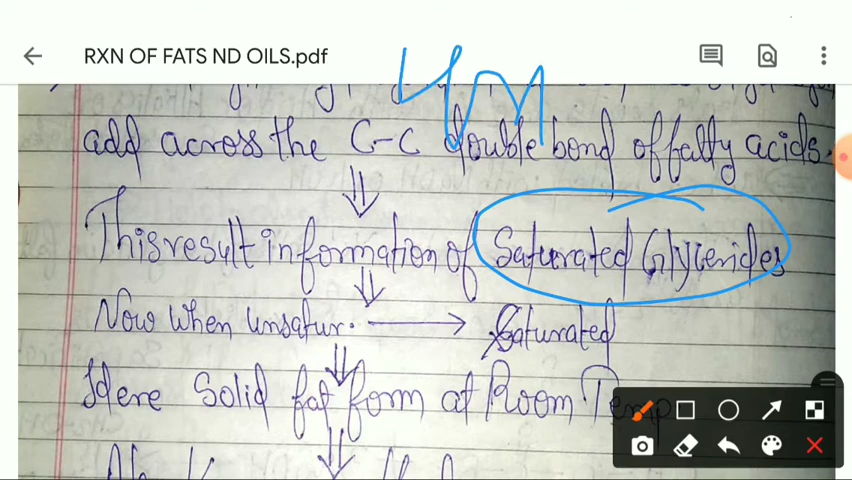 RXN OF FATS ND OILS.pdf
add across the C-C double bond of fatty acids.
This result in formation of Saturated Glycerides
Now when unsatur. → Saturated
Here Solid fat form at Room Temp